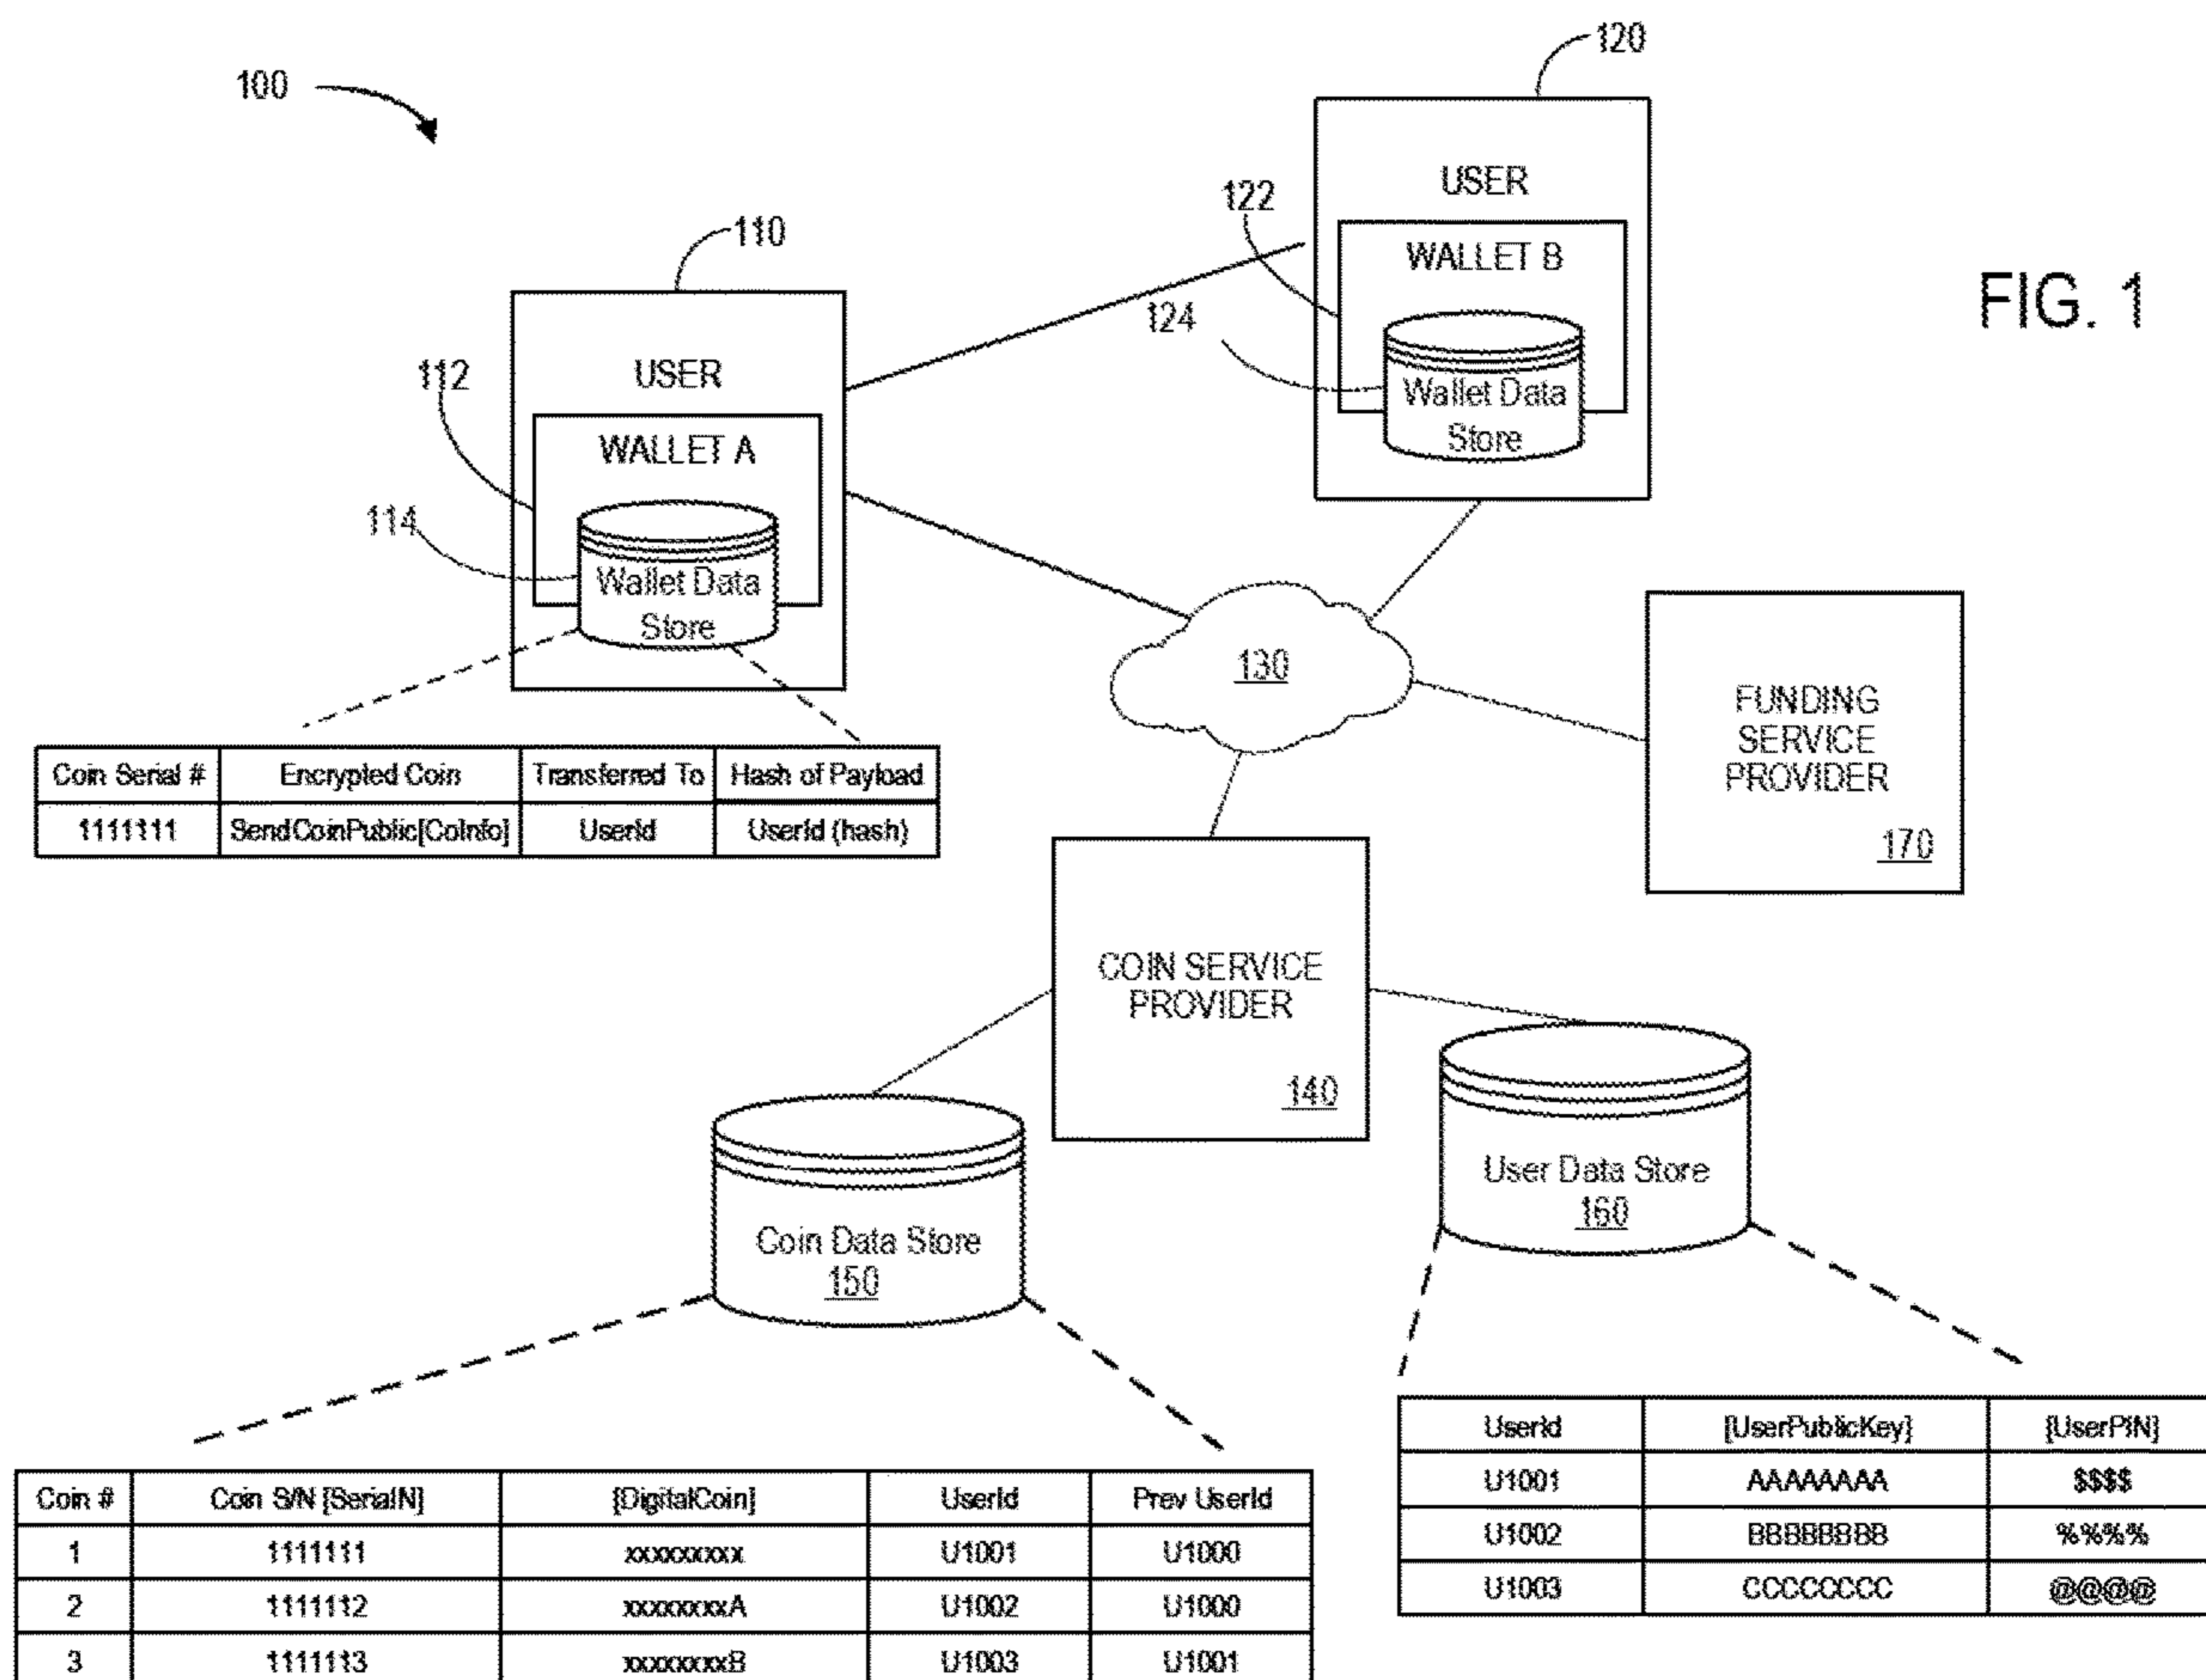 100
120
110
122
USER
WALLET B
124
Wallet Data
Store
FIG. 1
112
USER
WALLET A
114
Wallet Data
Store
130
FUNDING
SERVICE
PROVIDER
170
Coin Serial # Encrypted Coin Transferred To Hash of Payload
1111111 SendCoinPublic[CoInfo] UserId UserId (hash)
COIN SERVICE
PROVIDER
140
Coin Data Store
150
User Data Store
160
UserId [UserPublicKey] [UserPIN]
U1001 AAAAAAAA $$$$
U1002 BBBBBBBB %%%%
U1003 CCCCCCCC @@@@
Coin # Coin S/N [SerialN] [DigitalCoin] UserId Prev UserId
1 1111111 xxxxxxxxx U1001 U1000
2 1111112 xxxxxxxxA U1002 U1000
3 1111113 xxxxxxxxB U1003 U1001